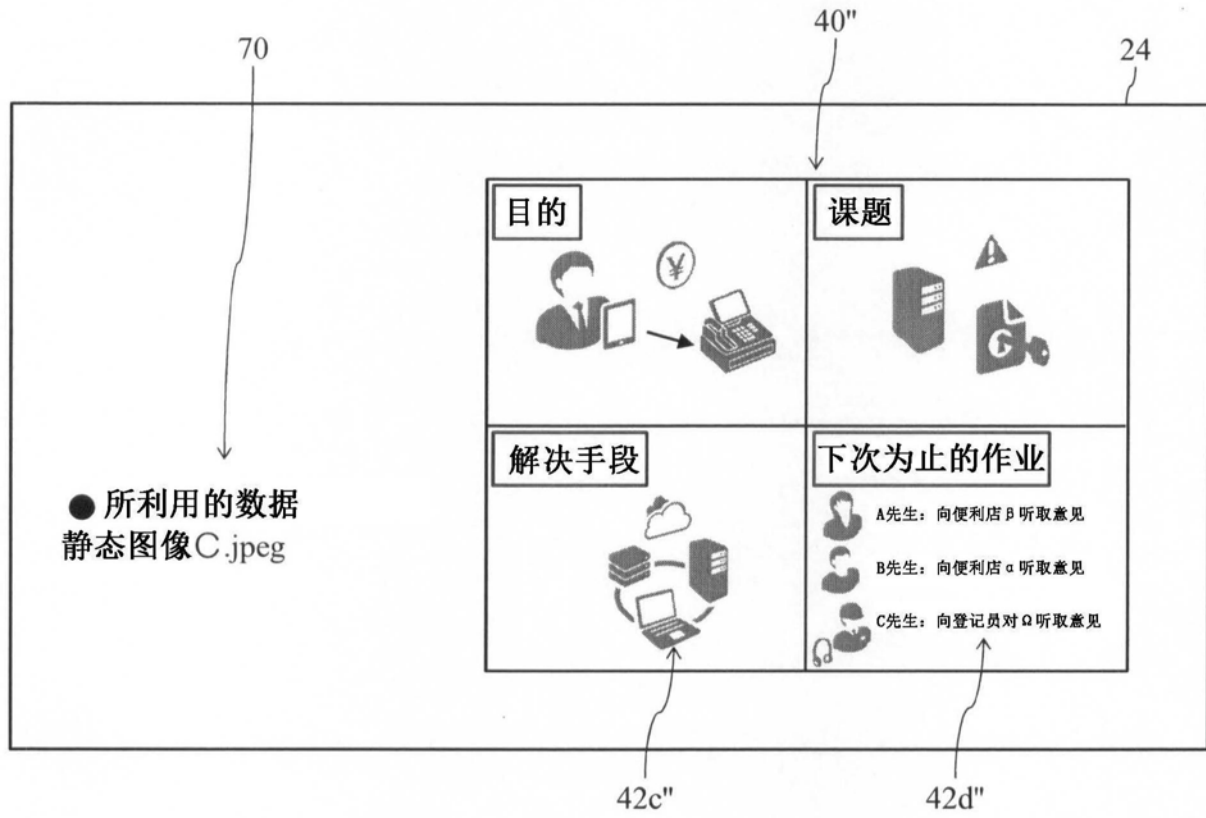 70
40"
24
目的
课题
¥
解决手段
下次为止的作业
A先生：向便利店β听取意见
B先生：向便利店α听取意见
C先生：向登记员对Ω听取意见
●所利用的数据
静态图像C.jpeg
42c"
42d"